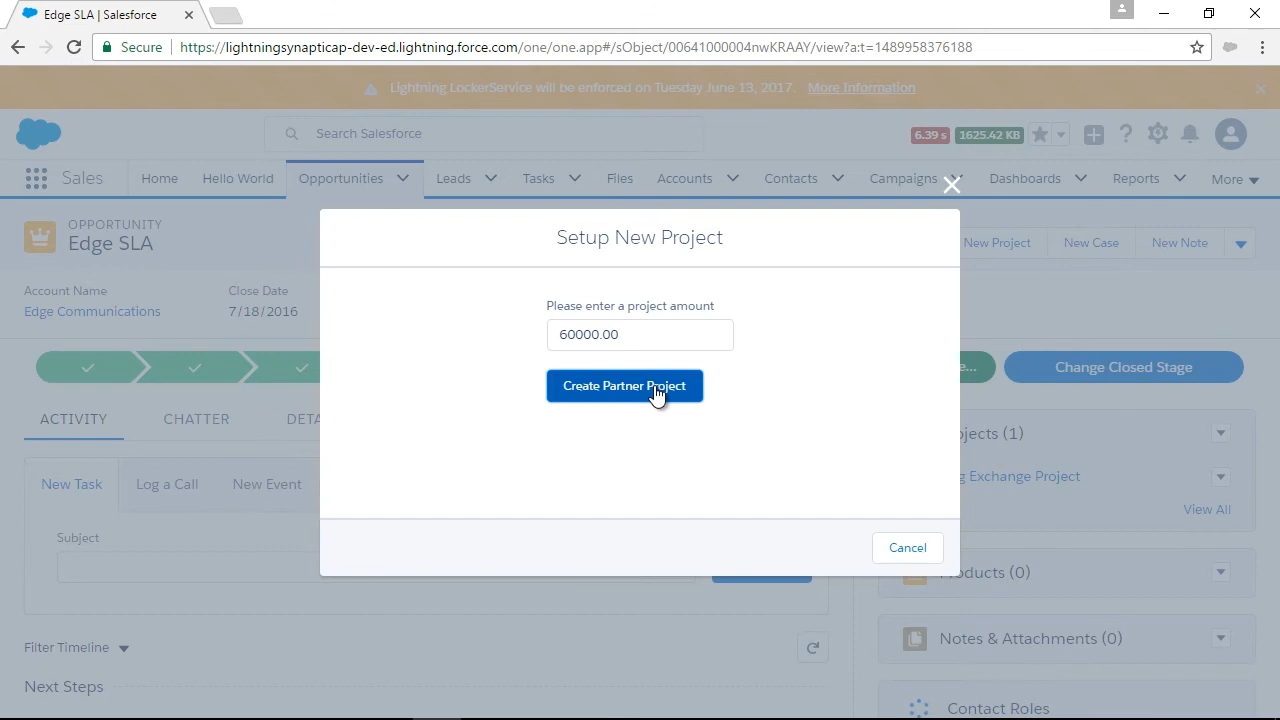 Edge SLA | Salesforce
Secure https://lightningsynapticap-dev-ed.lightning.force.com/one/one.app#/sObject/00641000004nwKRAAY/view?a:t=1489958376188
Lightning LockerService will be enforced on Tuesday June 13, 2017. More Information
Search Salesforce
6.39 s 1625.42 KB
Sales Home Hello World Opportunities Leads Tasks Files Accounts Contacts Campaigns Dashboards Reports More
OPPORTUNITY
Edge SLA
New Project New Case New Note
Setup New Project
Account Name Close Date
Edge Communications 7/18/2016
Please enter a project amount
60000.00
Create Partner Project
Cancel
Change Closed Stage
ACTIVITY CHATTER
New Task Log a Call New Event
Subject
Filter Timeline
Next Steps
(1)
Exchange Project
View All
(0)
Notes & Attachments (0)
Contact Roles